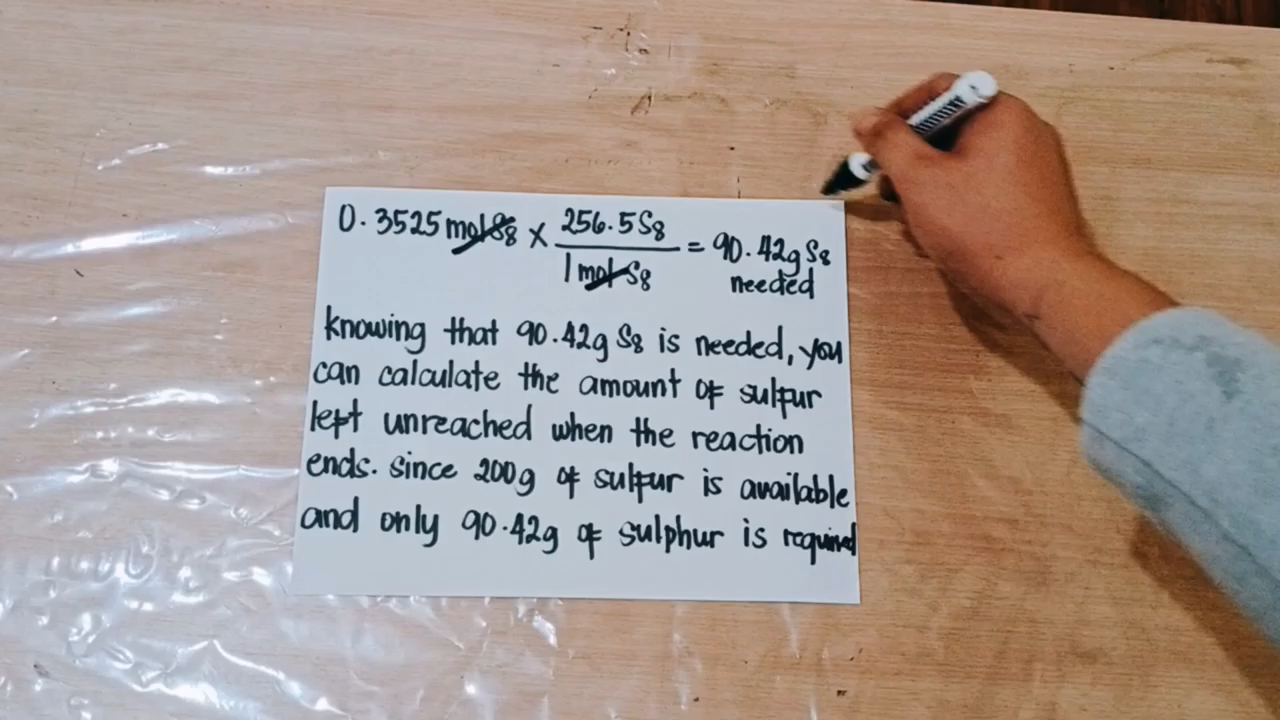 0.3525 mol S8 × 256.5 S8 / 1 mol S8 = 90.42g S8
needed
knowing that 90.42g S8 is needed, you
can calculate the amount of sulfur
left unreached when the reaction
ends. since 200g of sulfur is available
and only 90.42g of sulphur is required